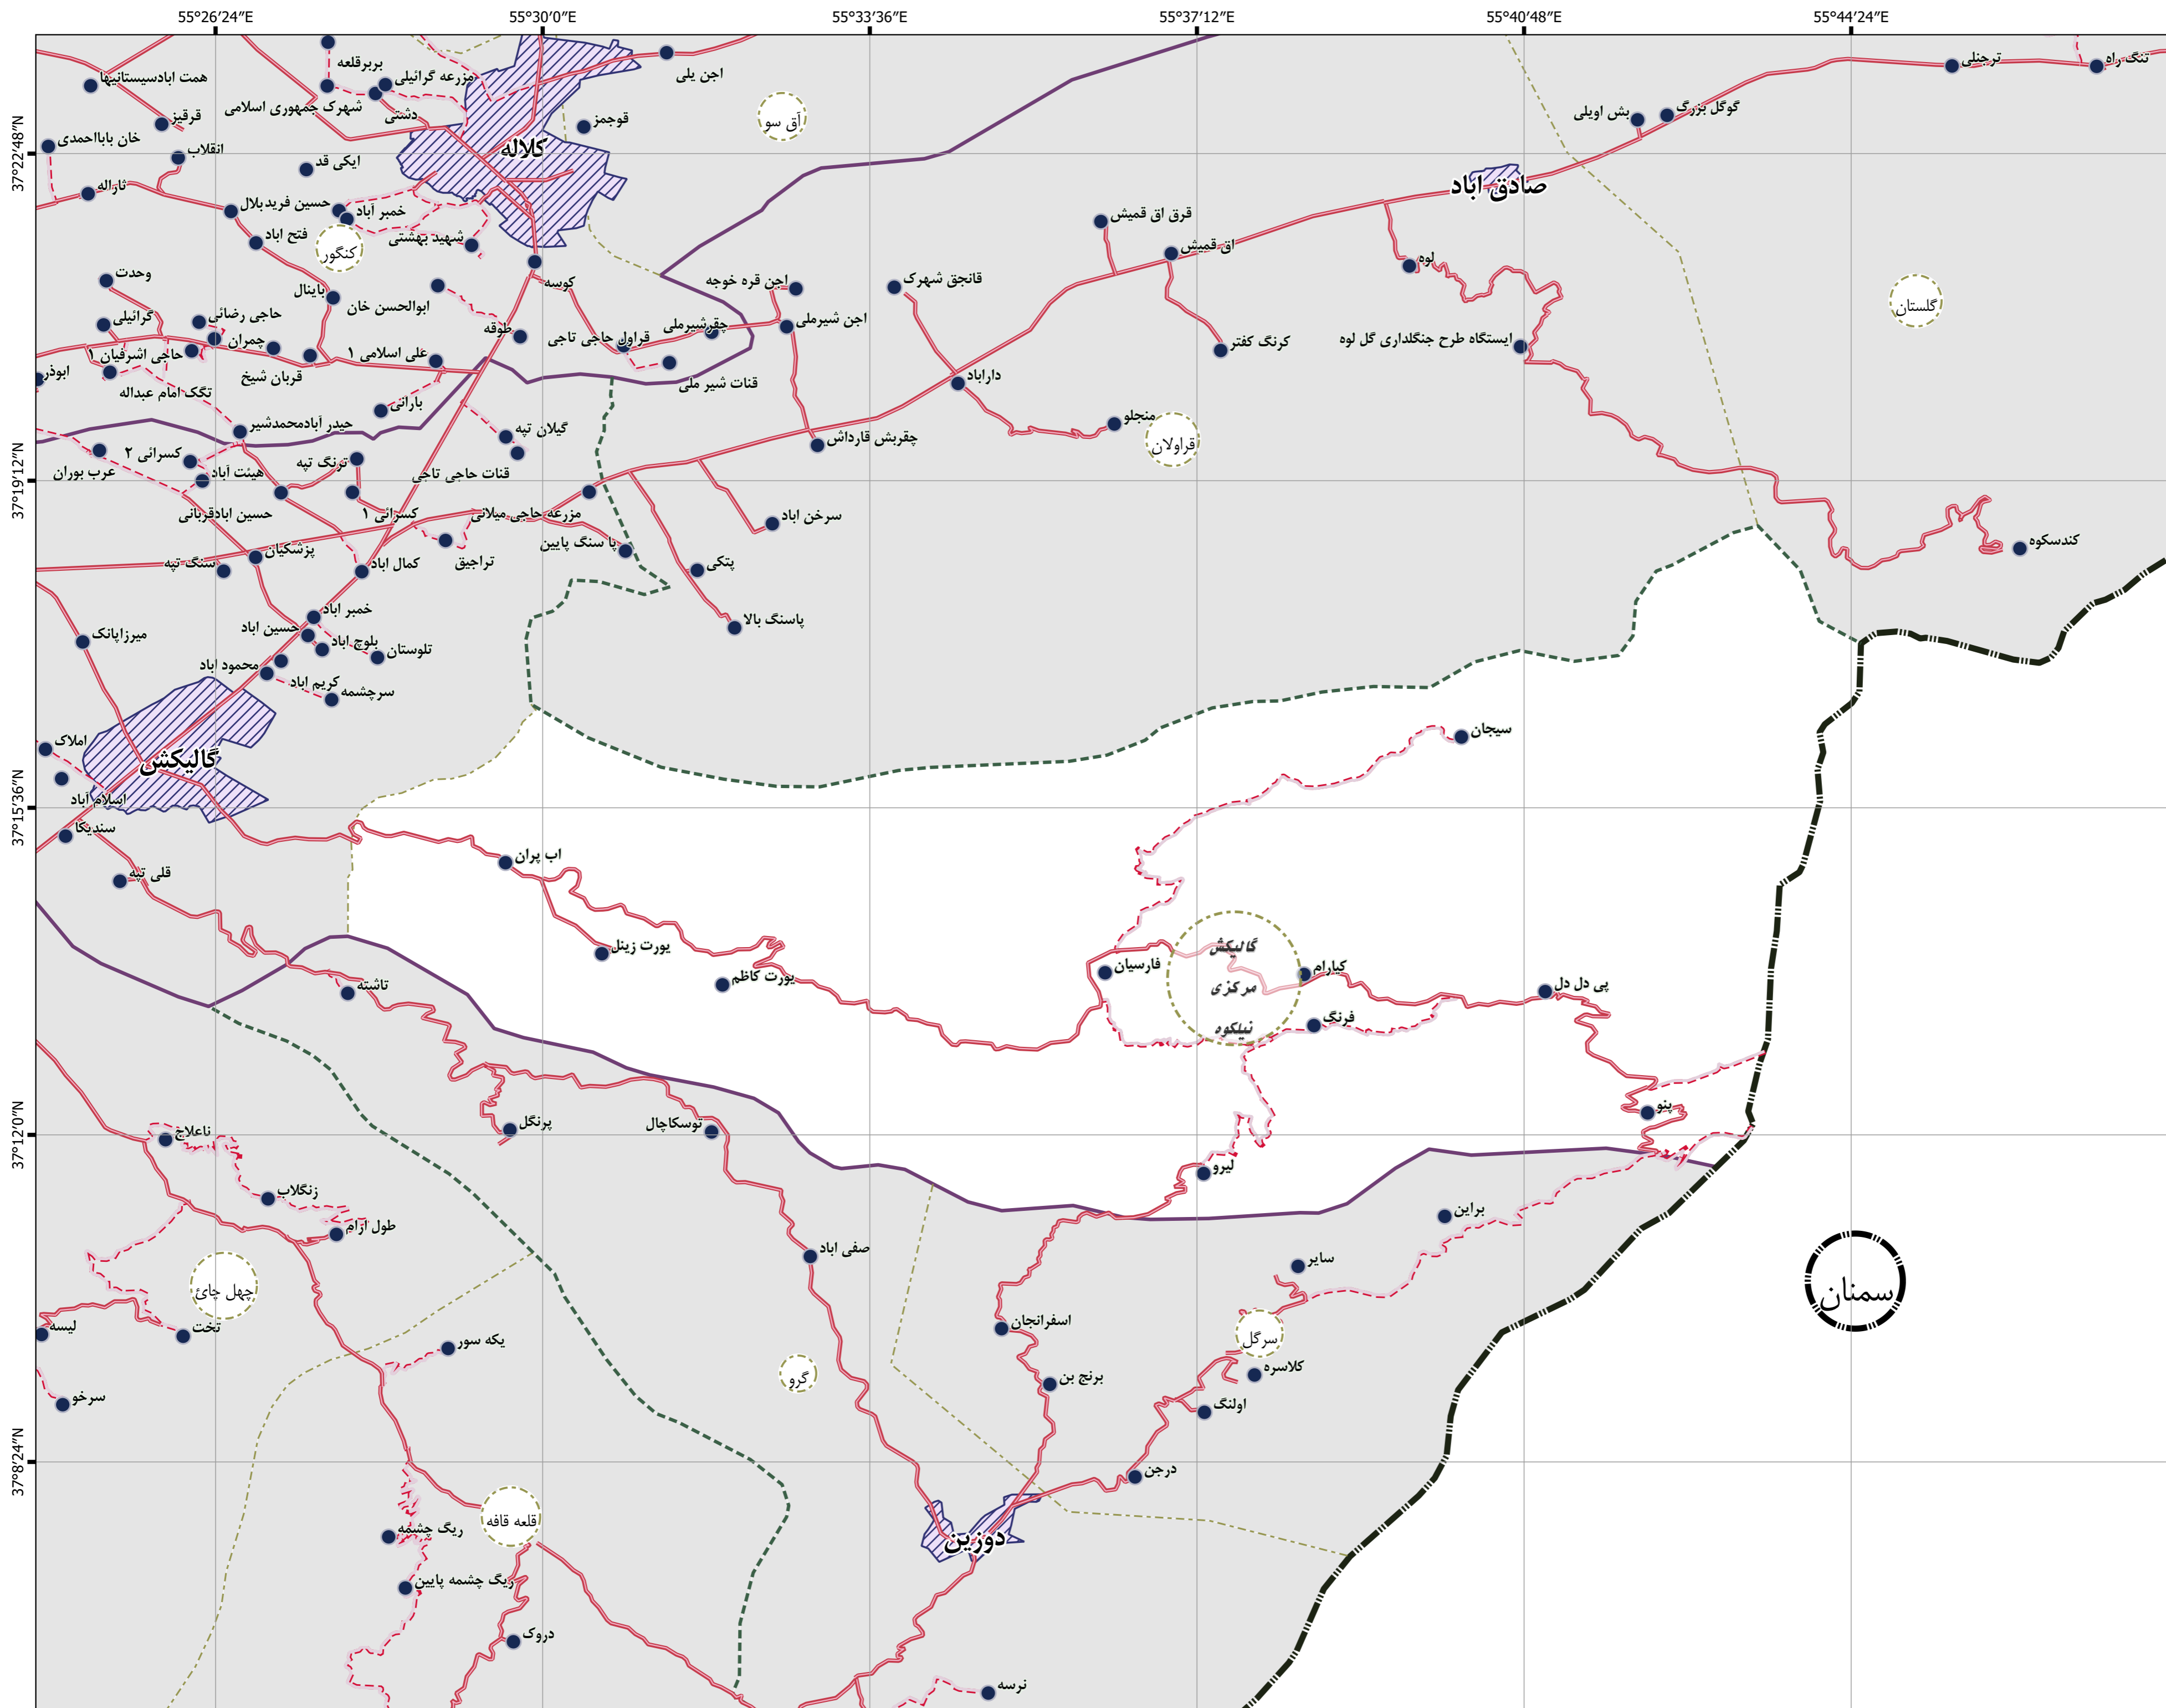 55°26'24"E
55°30'0"E
55°33'36"E
55°37'12"E
55°40'48"E
55°44'24"E
37°22'48"N
37°19'12"N
37°15'36"N
37°12'0"N
37°8'24"N
همت ابادسیستانیها
بربرقلعه
مزرعه گرائیلی
اجن یلی
ترجنلی
تنگ راه
شهرک جمهوری اسلامی
دشتی
قرقیز
قوجمز
آق سو
بش اویلی
گوگل بزرگ
خان بابااحمدی
انقلاب
ایکی قد
کلاله
صادق اباد
ثاراله
حسین فریدبلال
خمبر آباد
قرق اق قمیش
فتح اباد
کنگور
شهید بهشتی
اق قمیش
لوه
وحدت
باینال
ابوالحسن خان
کوسه
اجن قره خوجه
قانجق شهرک
گلستان
گرائیلی
حاجی رضائی
طوقه
چقرشیرملی
اجن شیرملی
چمران
قراول حاجی تاجی
کرنگ کفتر
ایستگاه طرح جنگلداری گل لوه
حاجی اشرفیان ۱
علی اسلامی ۱
ابوذر
قربان شیخ
قنات شیر ملی
داراباد
تگک امام عبداله
بارانی
منجلو
حیدر آبادمحمدشیر
گیلان تپه
چقربش قارداش
قراولان
کسرائی ۲
عرب بوران
هیئت آباد
ترنگ تپه
قنات حاجی تاجی
حسین ابادقربانی
کسرائی ۱
مزرعه حاجی میلانی
سرخن اباد
پزشکیان
سنگ تپه
کمال اباد
تراجیق
پا سنگ پایین
پتکی
کندسکوه
خمبر اباد
حسین اباد
بلوچ اباد
میرزاپانک
تلوستان
پاسنگ بالا
محمود اباد
کریم اباد
سرچشمه
املاک
گالیکش
سیجان
اسلام آباد
سندیکا
قلی تپه
اب پران
یورت زینل
یورت کاظم
فارسیان
گالیکش
مرکزی
نیلکوه
کیارام
پی دل دل
تاشته
فرنگ
پنو
پرنگل
توسکاچال
ناعلاج
لیرو
زنگلاب
طول ارام
براین
صفی اباد
سایر
سمنان
چهل چائ
تخت
لیسه
یکه سور
اسفرانجان
سرگل
کلاسره
گرو
برنج بن
سرخو
اولنگ
درجن
قلعه قافه
ریگ چشمه
دوزین
ریگ چشمه پایین
دروک
نرسه